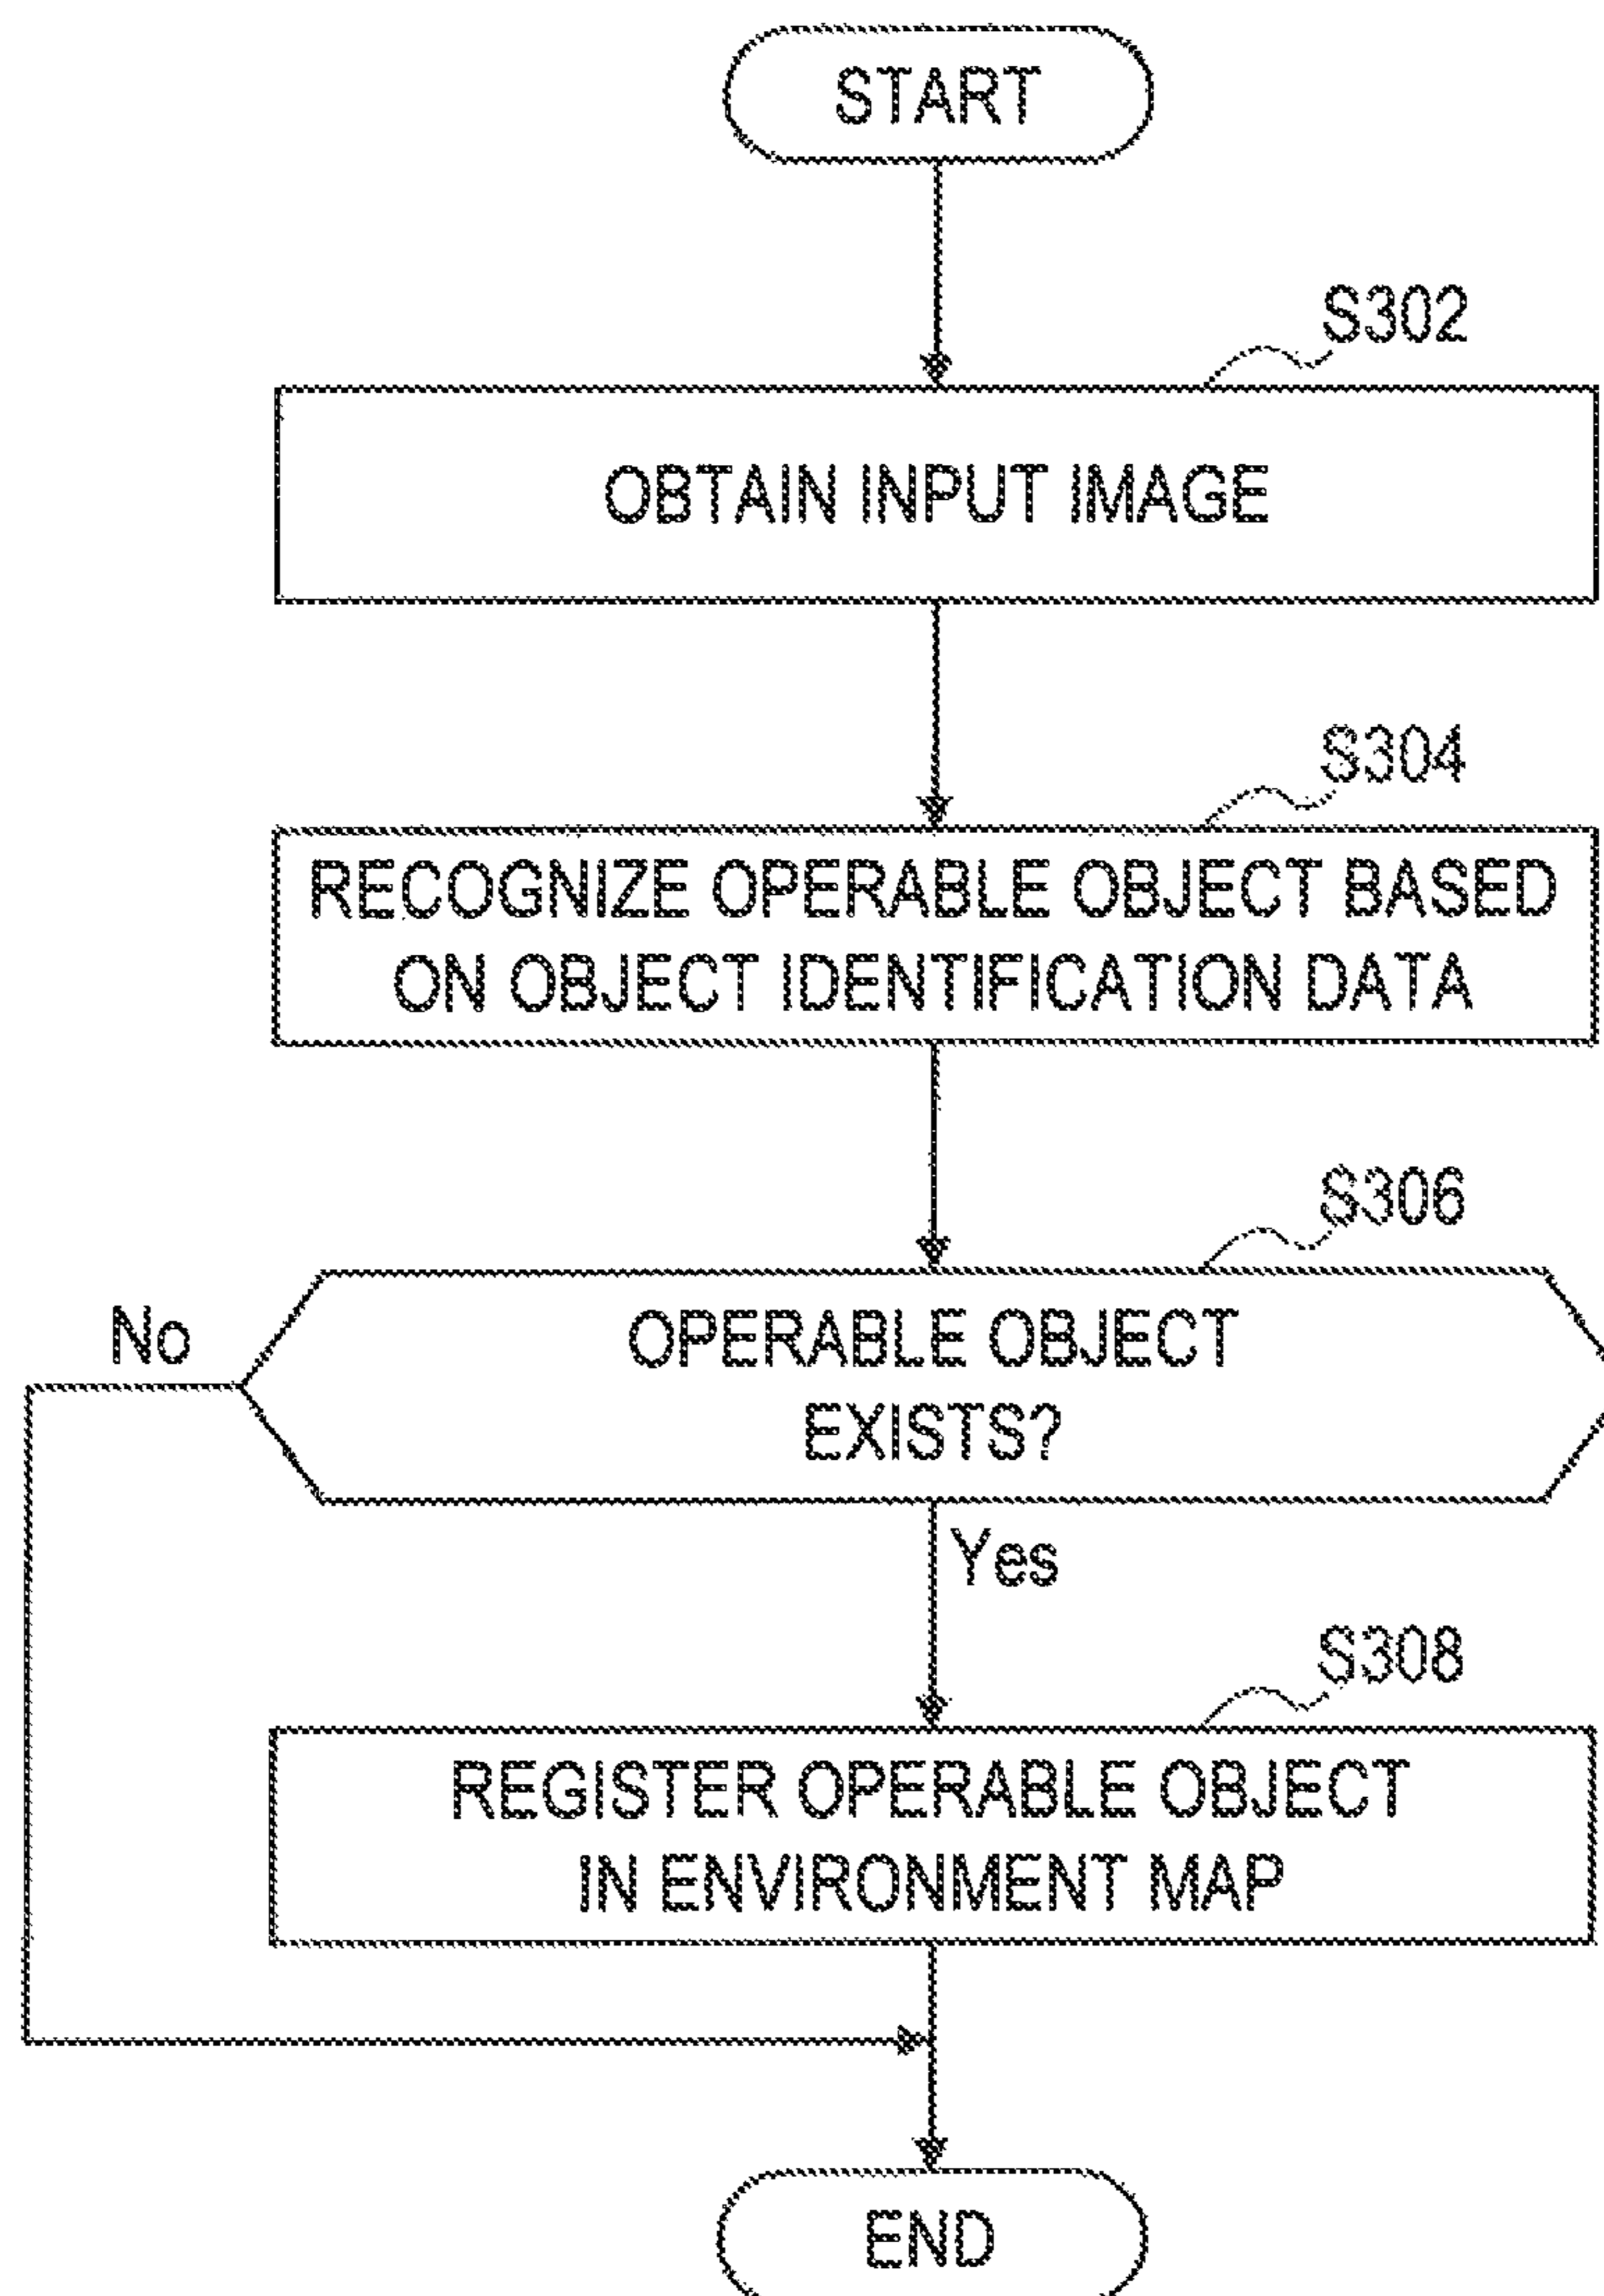 START
S302
OBTAIN INPUT IMAGE
S304
RECOGNIZE OPERABLE OBJECT BASED
ON OBJECT IDENTIFICATION DATA
S306
No
OPERABLE OBJECT
EXISTS?
Yes
S308
REGISTER OPERABLE OBJECT
IN ENVIRONMENT MAP
END